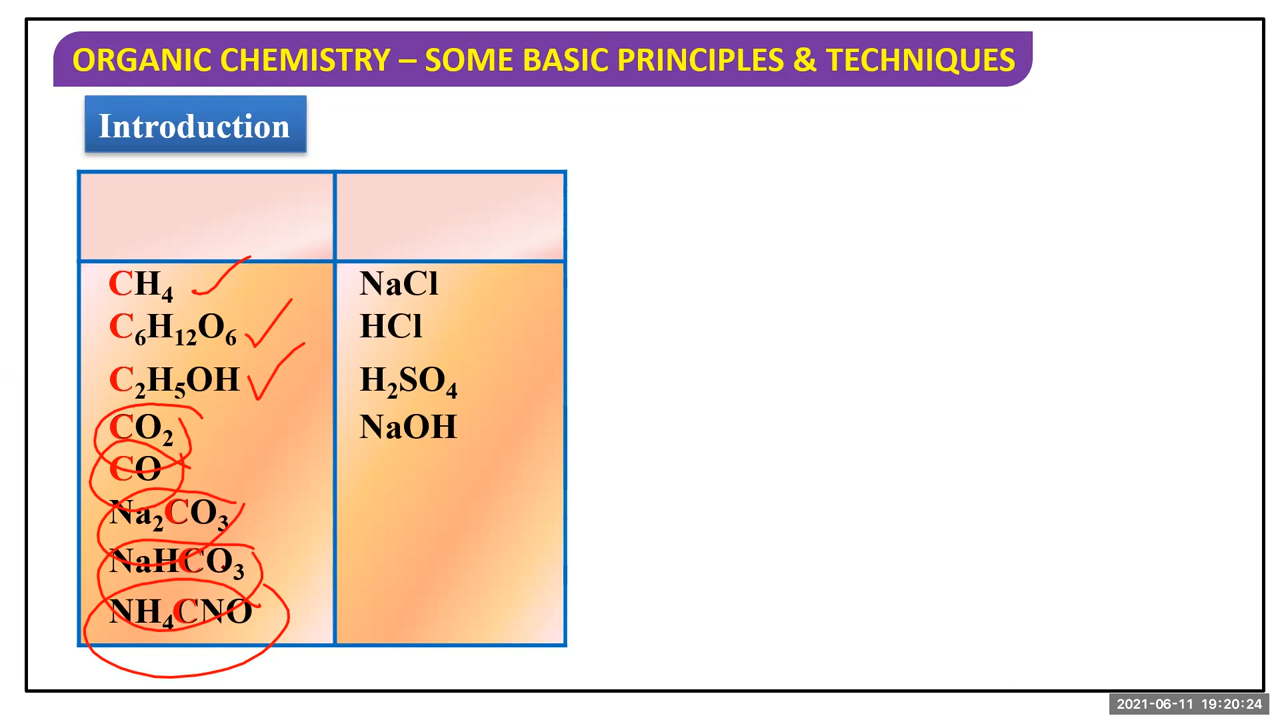 ORGANIC CHEMISTRY – SOME BASIC PRINCIPLES & TECHNIQUES
Introduction
CH₄ NaCl
C₆H₁₂O₆ HCl
C₂H₅OH H₂SO₄
CO₂ NaOH
CO
Na₂CO₃
NaHCO₃
NH₄CNO
2021-06-11 19:20:24